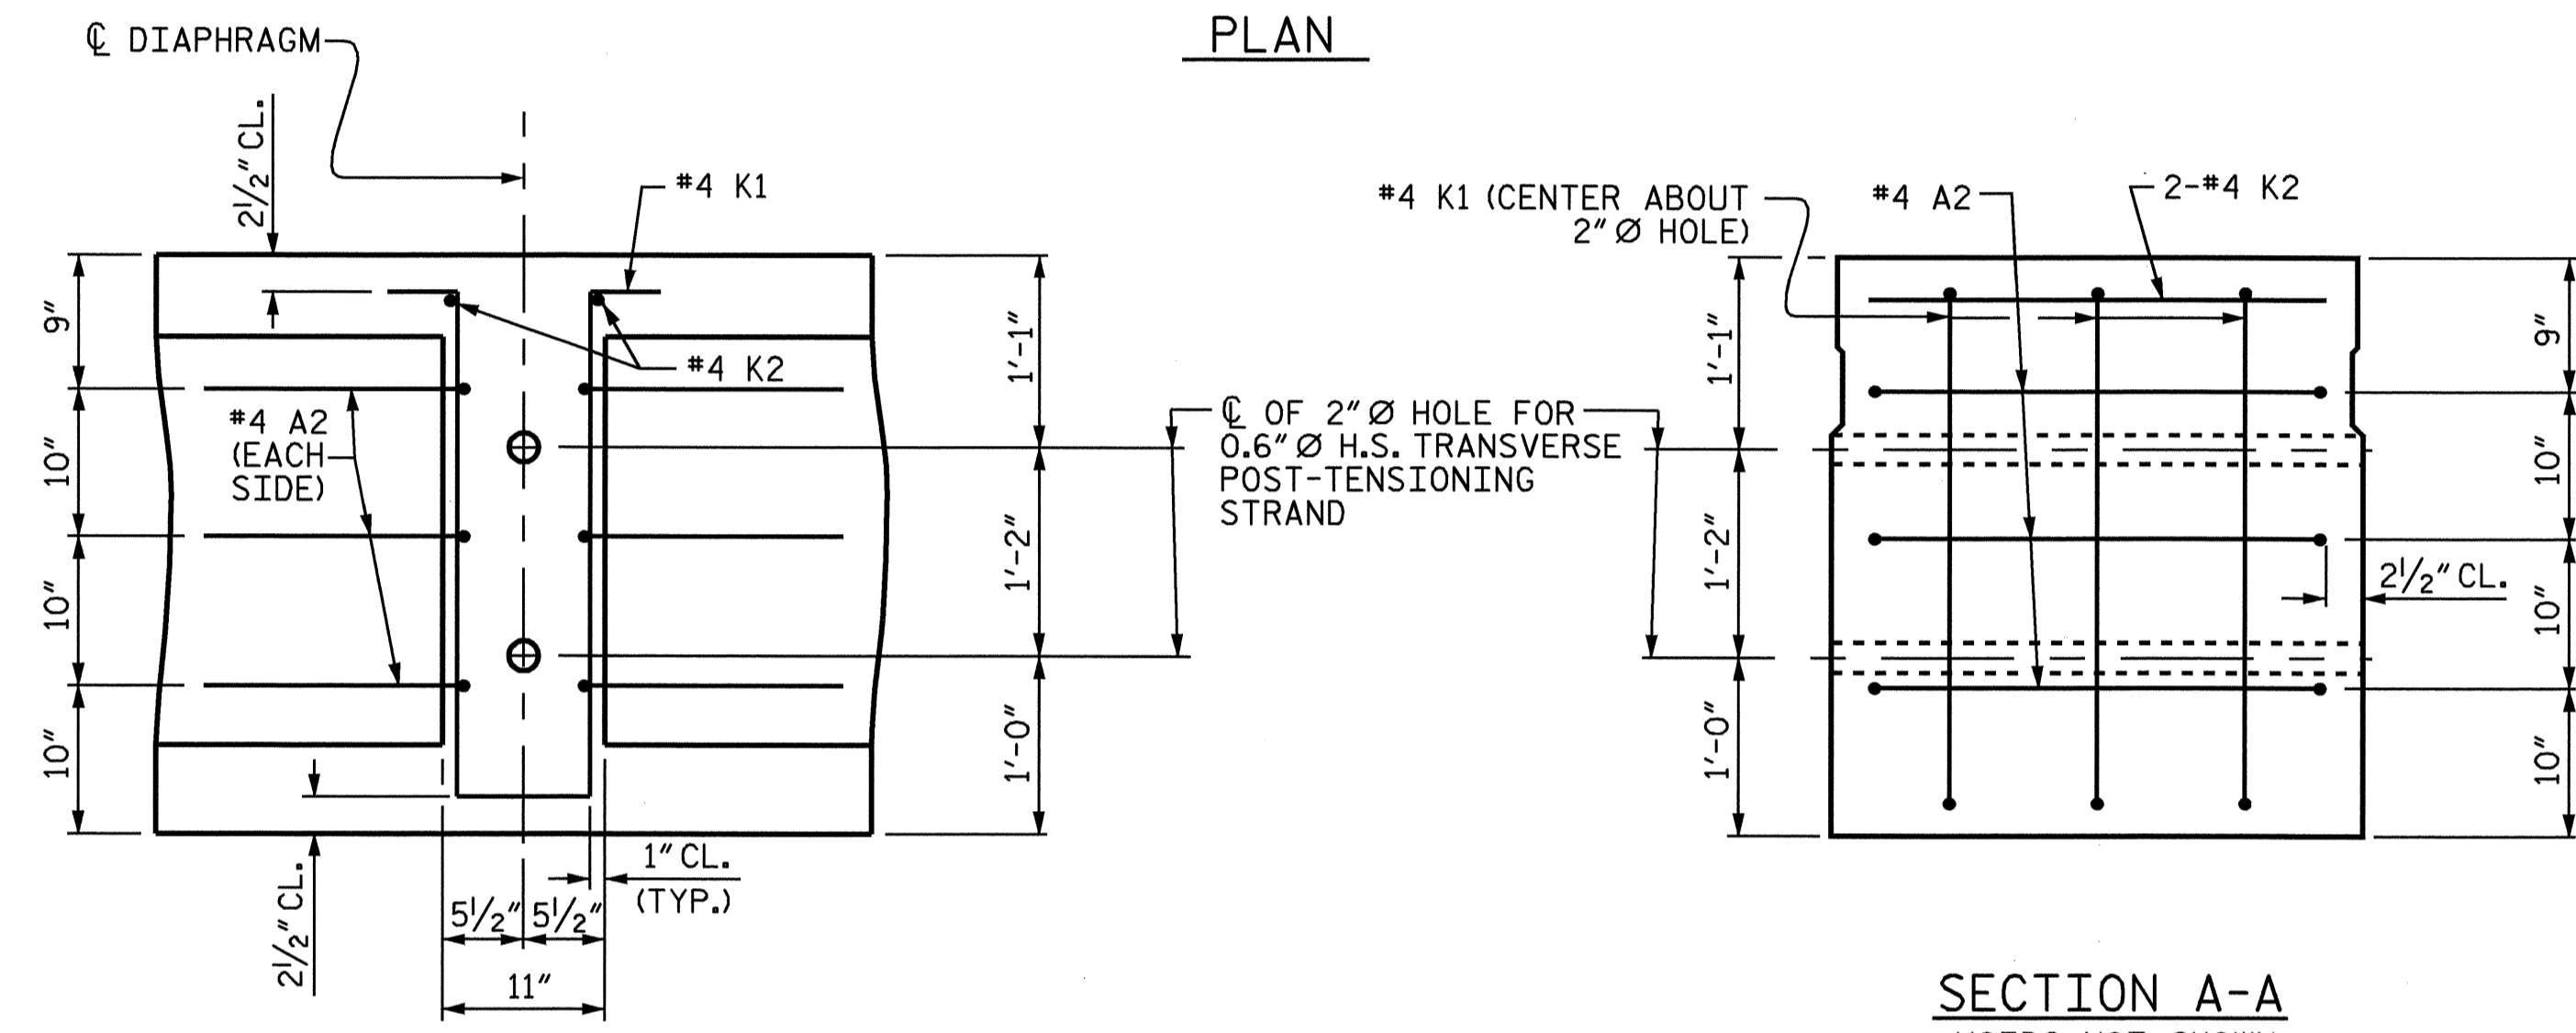 PLAN
℄ DIAPHRAGM
2½" CL.
#4 K1
#4 K2
#4 A2
(EACH
SIDE)
9"
10"
10"
10"
1'-1"
1'-2"
1'-0"
2½" CL.
1" CL.
(TYP.)
5½"
5½"
11"
℄ OF 2" Ø HOLE FOR
0.6" Ø H.S. TRANSVERSE
POST-TENSIONING
STRAND
#4 K1 (CENTER ABOUT
2" Ø HOLE)
#4 A2
2-#4 K2
1'-1"
1'-2"
1'-0"
9"
10"
10"
10"
2½" CL.
SECTION A-A